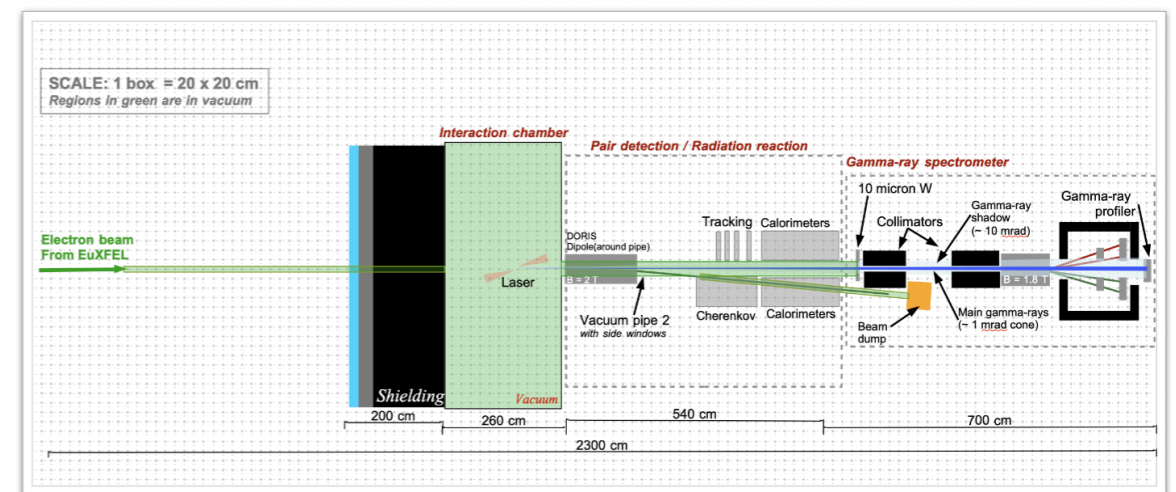 SCALE: 1 box = 20 x 20 cm
Regions in green are in vacuum
Interaction chamber
Pair detection / Radiation reaction
Gamma-ray spectrometer
10 micron W
Gamma-ray
profiler
Gamma-ray
shadow
(~ 10 mrad)
Collimators
Tracking
Calorimeters
Electron beam
From EuXFEL
DORIS
Dipole(around pipe)
Laser
B = 2 T
B = 1.8 T
Vacuum pipe 2
with side windows
Cherenkov
Calorimeters
Beam
dump
Main gamma-rays
(~ 1 mrad cone)
Shielding
Vacuum
200 cm
260 cm
540 cm
700 cm
2300 cm